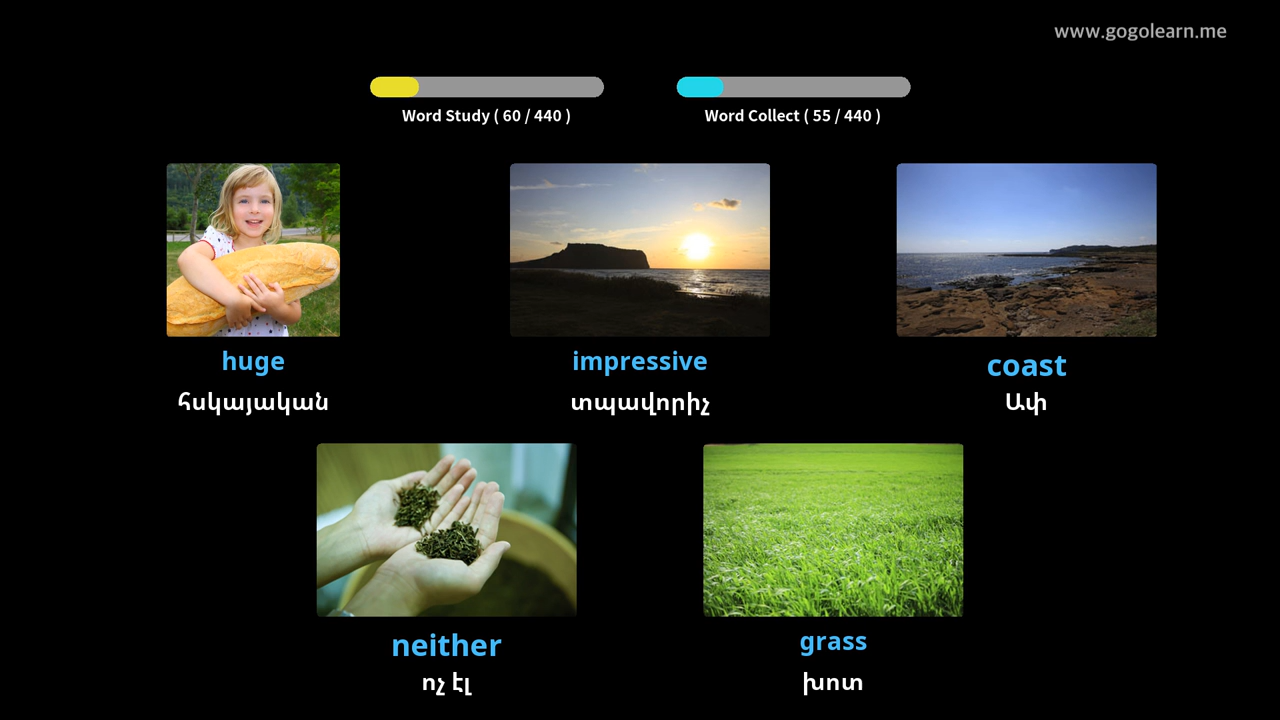 www.gogolearn.me
Word Study ( 60 / 440 )
Word Collect ( 55 / 440 )
huge
հսկայական
impressive
տպավորիչ
coast
Ափ
neither
ոչ էլ
grass
խոտ